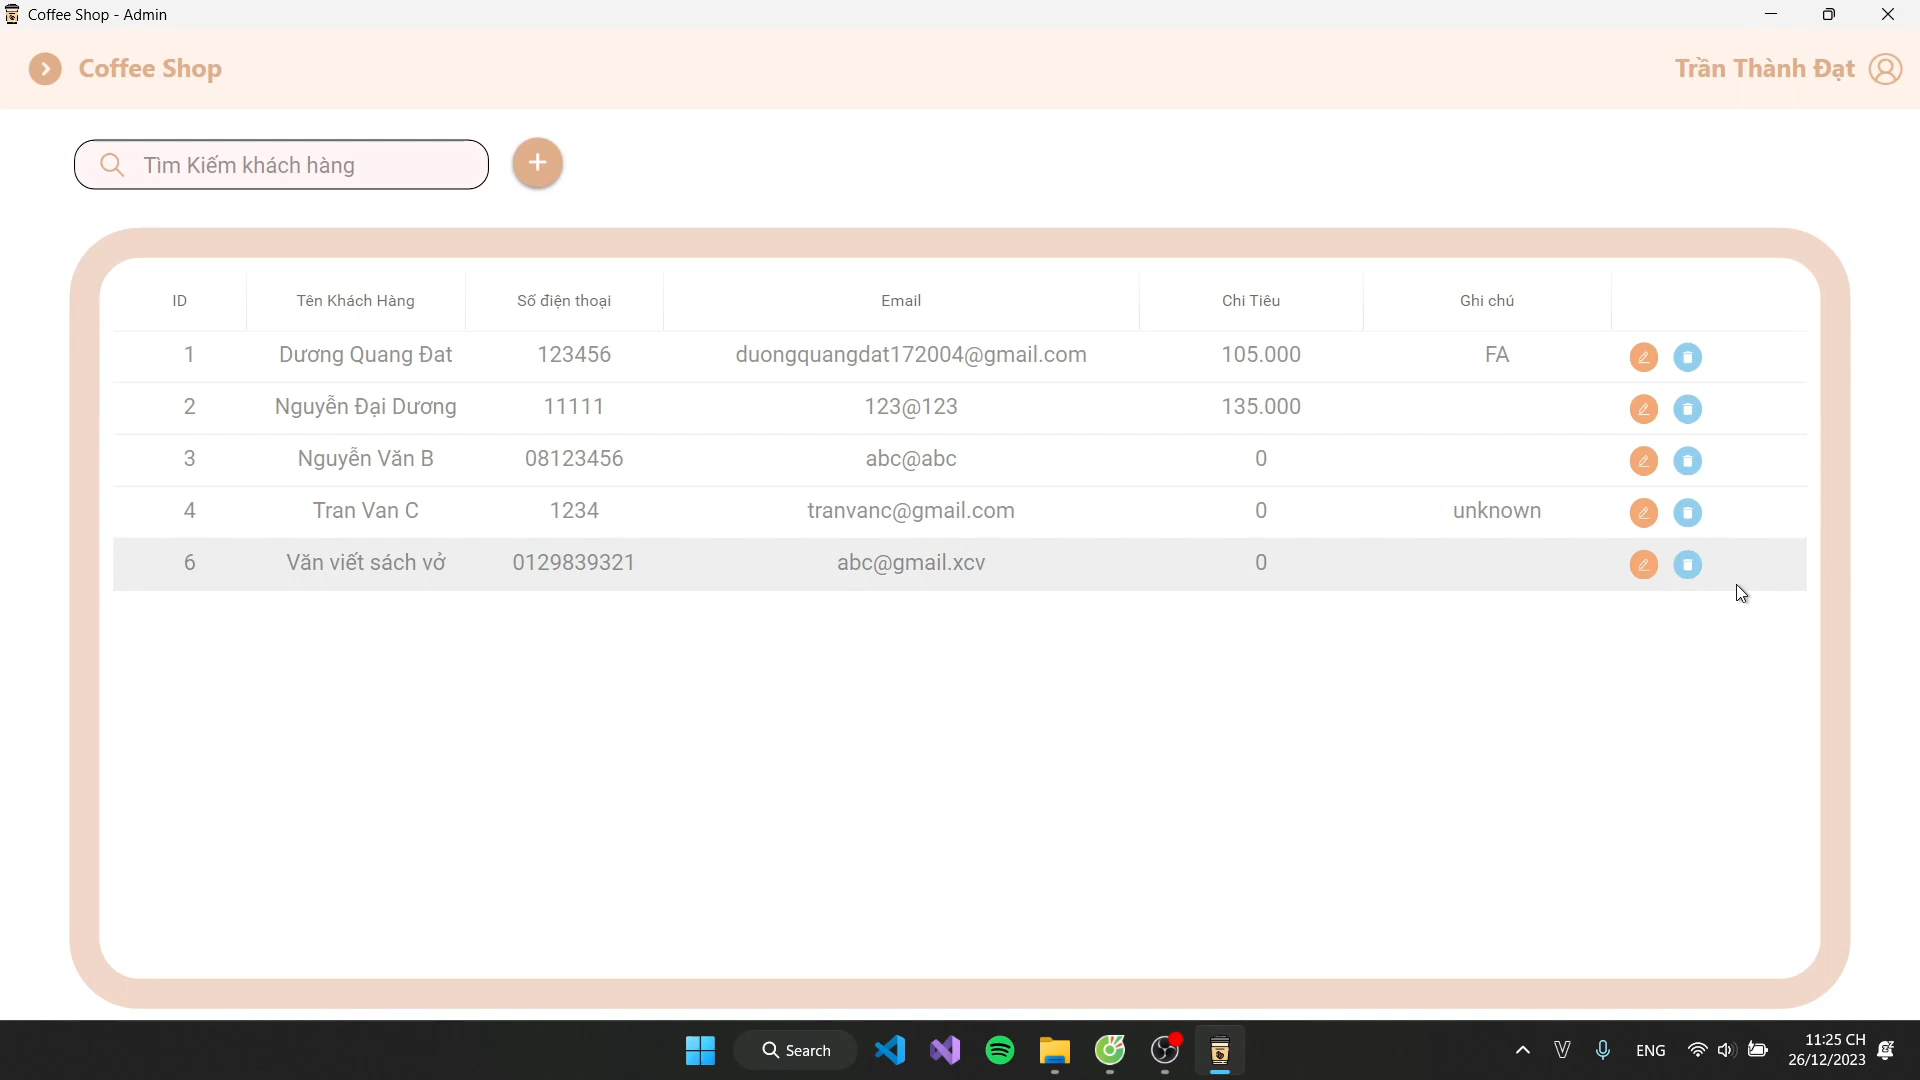 Coffee Shop - Admin
Coffee Shop
Trần Thành Đạt
Tìm Kiếm khách hàng
ID Tên Khách Hàng Số điện thoại Email Chi Tiêu Ghi chú
1 Dương Quang Đat 123456 duongquangdat172004@gmail.com 105.000 FA
2 Nguyễn Đại Dương 11111 123@123 135.000
3 Nguyễn Văn B 08123456 abc@abc 0
4 Tran Van C 1234 tranvanc@gmail.com 0 unknown
6 Văn viết sách vở 0129839321 abc@gmail.xcv 0
Search
ENG
11:25 CH
26/12/2023